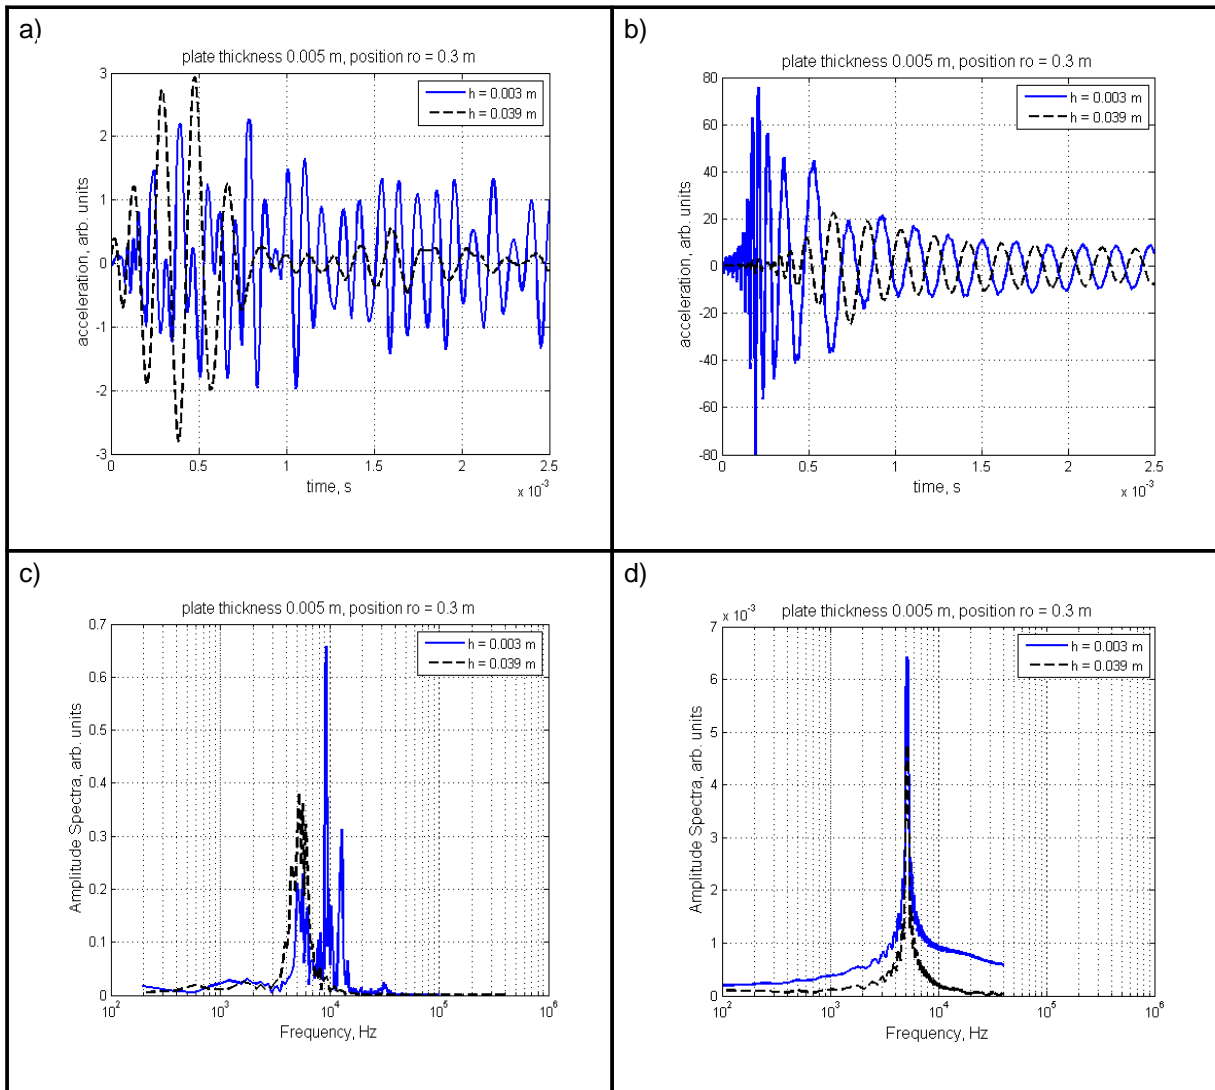 a)
plate thickness 0.005 m, position ro = 0.3 m
h = 0.003 m
h = 0.039 m
acceleration, arb. units
3
2
1
0
-1
-2
-3
0
0.5
1
1.5
2
2.5
time, s
x 10-3
b)
plate thickness 0.005 m, position ro = 0.3 m
h = 0.003 m
h = 0.039 m
acceleration, arb. units
80
60
40
20
0
-20
-40
-60
-80
0
0.5
1
1.5
2
2.5
time, s
x 10-3
c)
plate thickness 0.005 m, position ro = 0.3 m
h = 0.003 m
h = 0.039 m
Amplitude Spectra, arb. units
0.7
0.6
0.5
0.4
0.3
0.2
0.1
0
102
103
104
105
106
Frequency, Hz
d)
plate thickness 0.005 m, position ro = 0.3 m
x 10-3
h = 0.003 m
h = 0.039 m
Amplitude Spectra, arb. units
7
6
5
4
3
2
1
0
102
103
104
105
106
Frequency, Hz